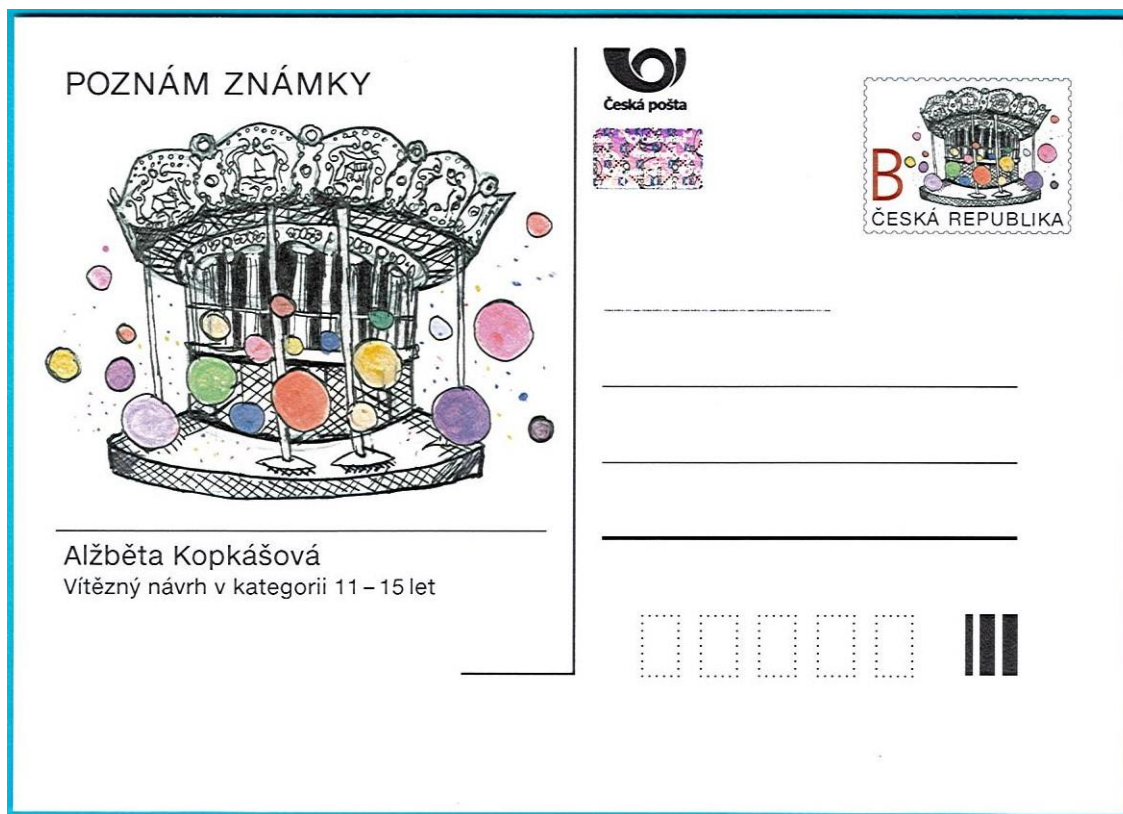 POZNÁM ZNÁMKY
Alžběta Kopkášová
Vítězný návrh v kategorii 11 – 15 let
Česká pošta
B
ČESKÁ REPUBLIKA